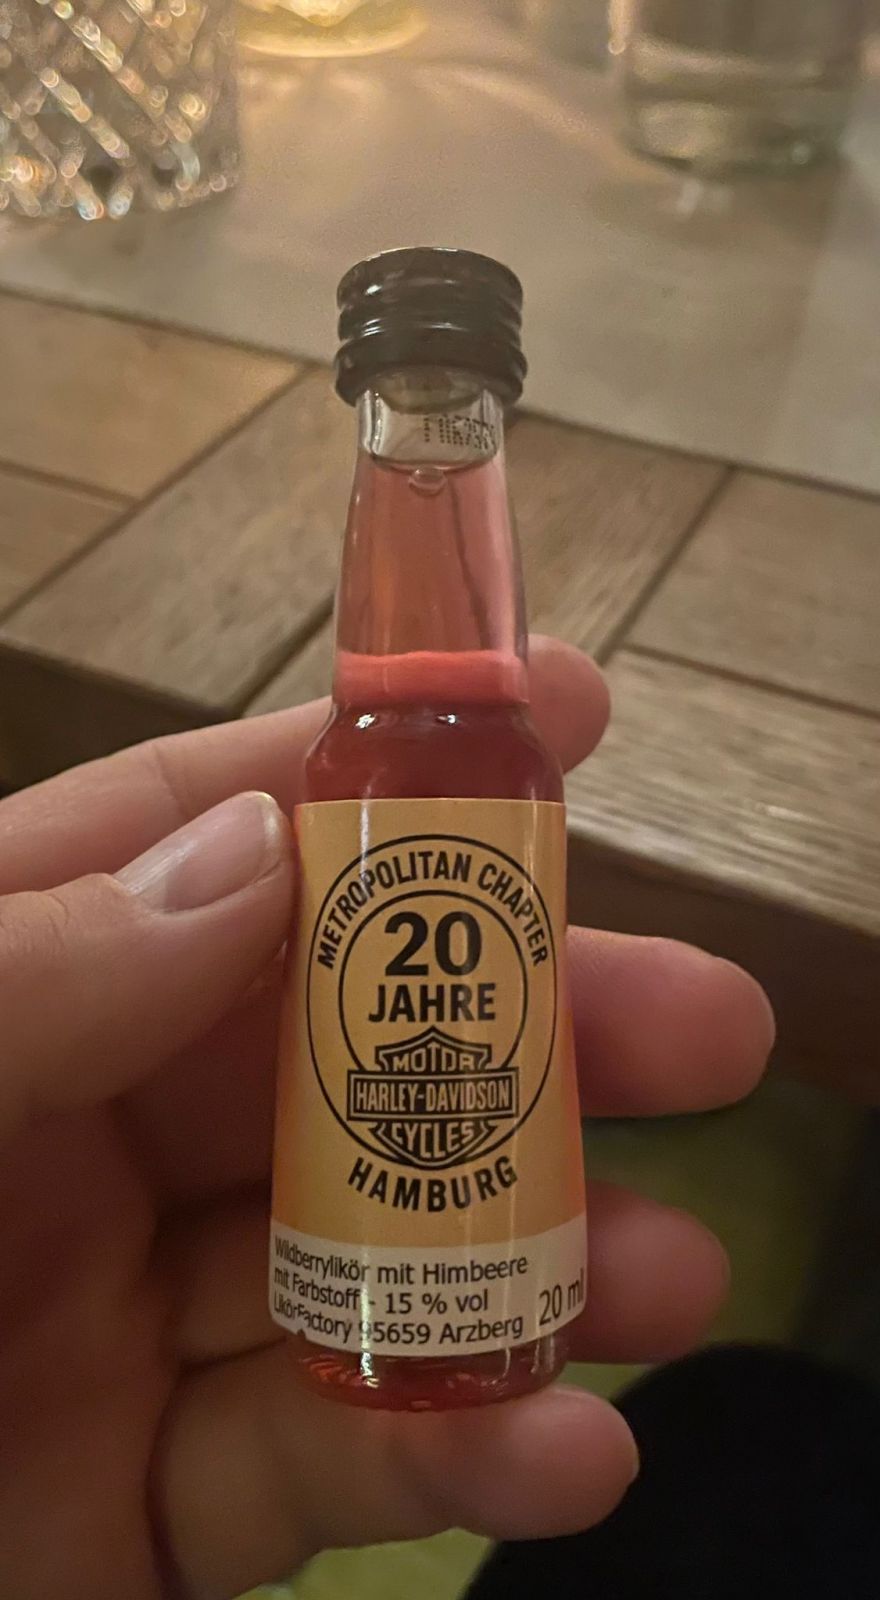 METROPOLITAN CHAPTER
20
JAHRE
MOTOR
HARLEY-DAVIDSON
CYCLES
HAMBURG
Wildberrylikör mit Himbeere
mit Farbstoff - 15 % vol
LikörFactory 95659 Arzberg
20 ml